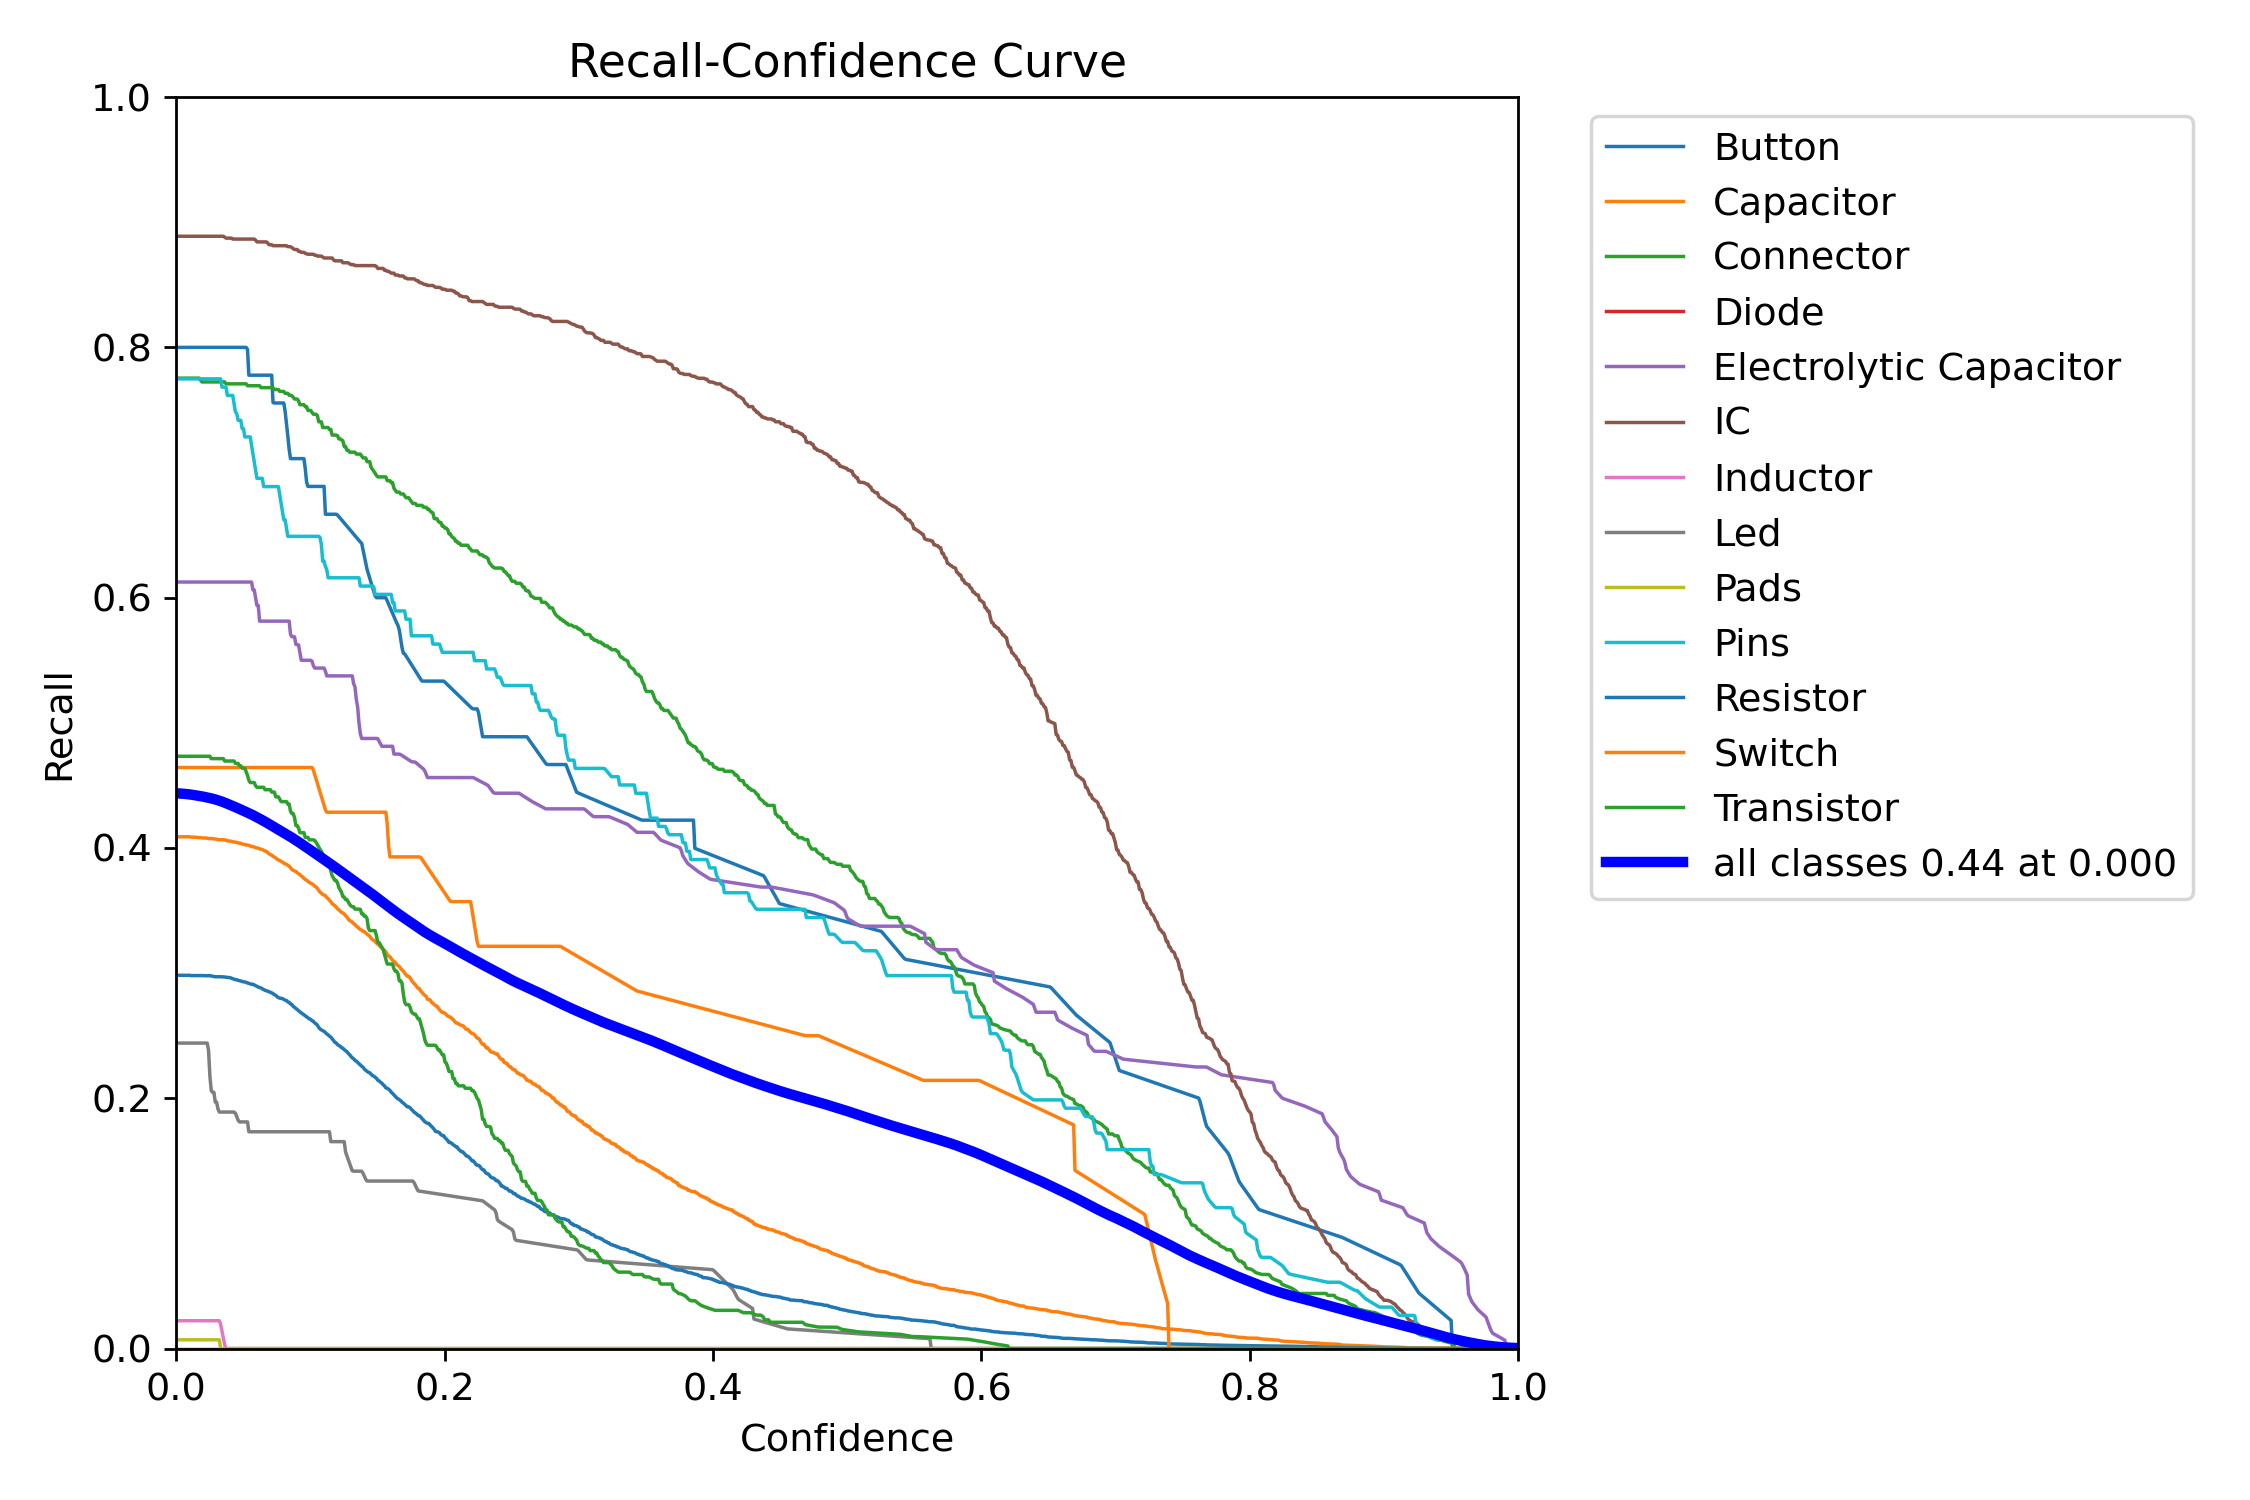 Recall-Confidence Curve
1.0
0.8
0.6
0.4
0.2
0.0
Recall
0.0 0.2 0.4 0.6 0.8 1.0
Confidence
Button
Capacitor
Connector
Diode
Electrolytic Capacitor
IC
Inductor
Led
Pads
Pins
Resistor
Switch
Transistor
all classes 0.44 at 0.000